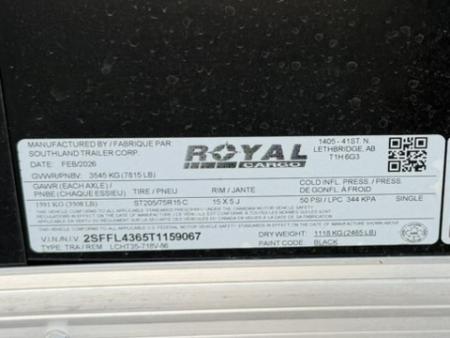 MANUFACTURED BY / FABRIQUE PAR
SOUTHLAND TRAILER CORP.
DATE: FEB/2026
ROYAL
CARGO
1405 - 41ST. N.
LETHBRIDGE, AB
T1H 6G3
GVWR/PNBV: 3545 KG (7815 LB)
GAWR (EACH AXLE) / PNBE (CHAQUE ESSIEU) TIRE / PNEU RIM / JANTE COLD INFL. PRESS. / PRESS. DE GONFL. À FROID
1591 KG (3508 LB) ST205/75R15 C 15 X 5 J 50 PSI / LPC 344 KPA SINGLE
V.I.N./N.I.V. 2SFFL4365T1159067 DRY WEIGHT: 1118 KG (2465 LB)
TYPE: TRA / REM LCHT35-718V-86 PAINT CODE: BLACK